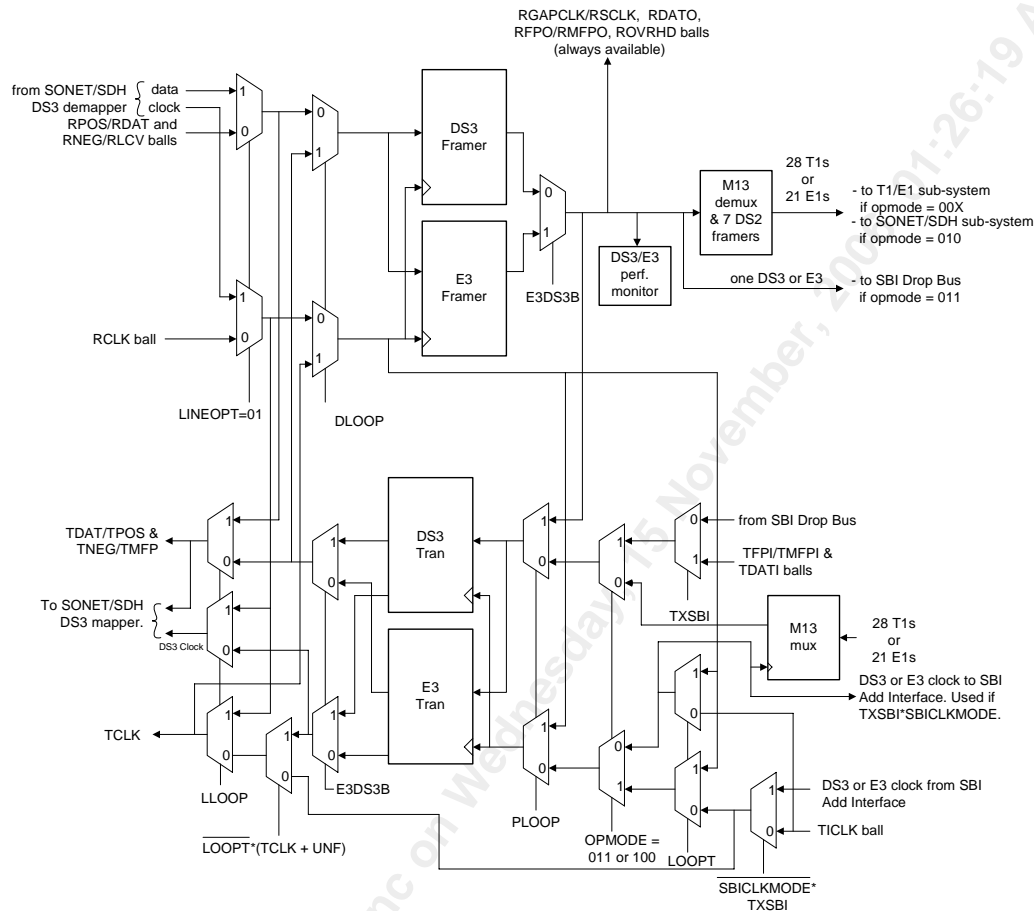 RGAPCLK/RSCLK, RDATO,
RFPO/RMFPO, ROVRHD balls
(always available)
from SONET/SDH
DS3 demapper
data
clock
RPOS/RDAT and
RNEG/RLCV balls
1
0
0
1
DS3
Framer
E3
Framer
0
1
E3DS3B
DS3/E3
perf.
monitor
M13
demux
& 7 DS2
framers
28 T1s
or
21 E1s
- to T1/E1 sub-system
if opmode = 00X
- to SONET/SDH sub-system
if opmode = 010
one DS3 or E3
- to SBI Drop Bus
if opmode = 011
RCLK ball
1
0
0
1
LINEOPT=01
DLOOP
TDAT/TPOS &
TNEG/TMFP
To SONET/SDH
DS3 mapper.
DS3 Clock
TCLK
1
0
1
0
1
0
LLOOP
1
0
LOOPT*(TCLK + UNF)
1
0
1
0
E3DS3B
DS3
Tran
E3
Tran
1
0
1
0
PLOOP
1
0
0
1
OPMODE =
011 or 100
0
1
TXSBI
from SBI Drop Bus
TFPI/TMFPI &
TDATI balls
M13
mux
28 T1s
or
21 E1s
DS3 or E3 clock to SBI
Add Interface. Used if
TXSBI*SBICLKMODE.
1
0
1
0
LOOPT
1
0
DS3 or E3 clock from SBI
Add Interface
TICLK ball
SBICLKMODE*
TXSBI
nc on Wednesday, 15 November, 200 01:26:19 A